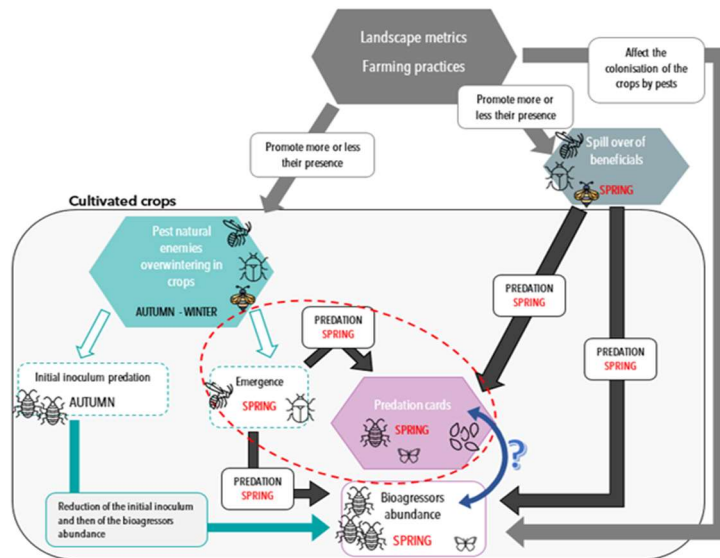 Landscape metrics
Farming practices
Affect the
colonisation of the
crops by pests
Promote more or
less their presence
Promote more or less
their presence
Spill over of
beneficials
SPRING
Cultivated crops
Pest natural
enemies
overwintering in
crops
AUTUMN - WINTER
PREDATION
SPRING
PREDATION
SPRING
PREDATION
SPRING
Initial inoculum predation
AUTUMN
Emergence
SPRING
Predation cards
SPRING
?
PREDATION
SPRING
Bioagressors
abundance
SPRING
Reduction of the initial inoculum
and then of the bioagressors
abundance